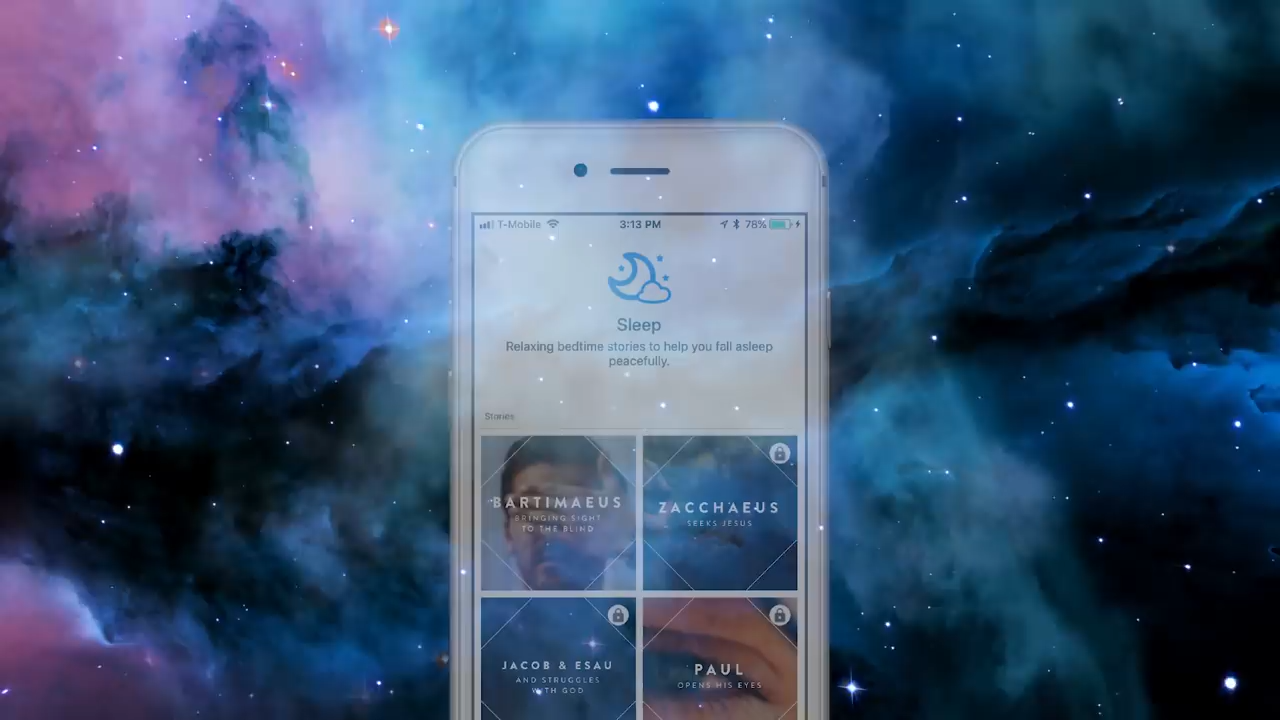 T-Mobile 3:13 PM 78%
Sleep
Relaxing bedtime stories to help you fall asleep
peacefully.
Stories
BARTIMAEUS
BRINGING SIGHT
TO THE BLIND
ZACCHAEUS
SEEKS JESUS
JACOB & ESAU
AND STRUGGLES
WITH GOD
PAUL
OPENS HIS EYES